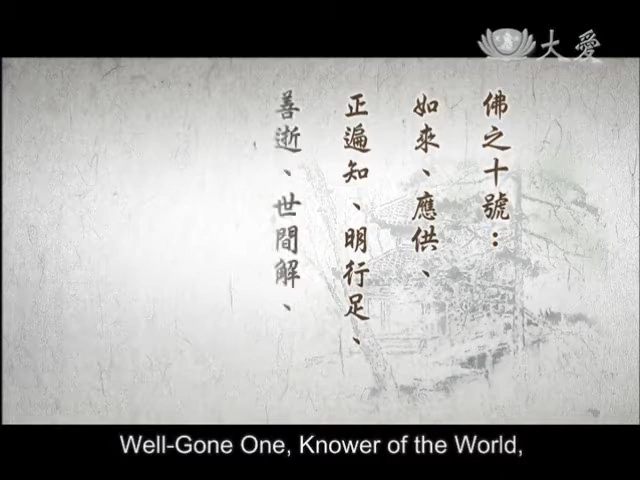 大愛
佛之十號：
如來、應供、
正遍知、明行足、
善逝、世間解、
Well-Gone One, Knower of the World,